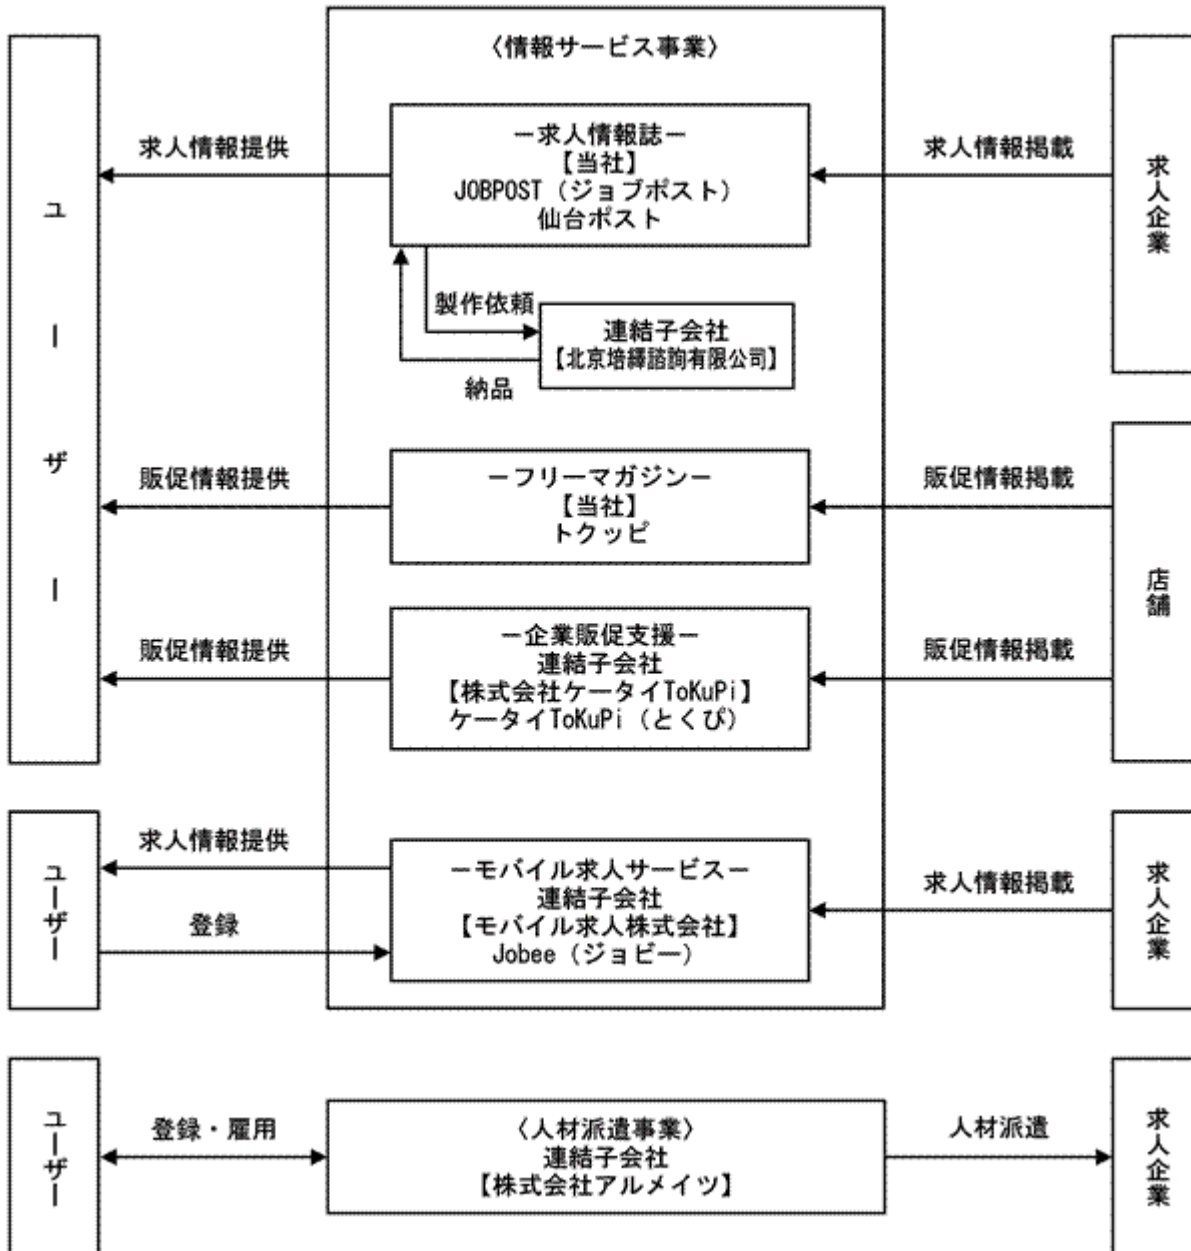 〈情報サービス事業〉
求人情報提供
－求人情報誌－
【当社】
JOBPOST（ジョブポスト）
仙台ポスト
求人情報掲載
求人企業
ユーザー
製作依頼
連結子会社
【北京培繹諮詢有限公司】
納品
販促情報提供
－フリーマガジン－
【当社】
トクッピ
販促情報掲載
店舗
販促情報提供
－企業販促支援－
連結子会社
【株式会社ケータイToKuPi】
ケータイToKuPi（とくぴ）
販促情報掲載
ユーザー
求人情報提供
登録
－モバイル求人サービス－
連結子会社
【モバイル求人株式会社】
Jobee（ジョビー）
求人情報掲載
求人企業
ユーザー
登録・雇用
〈人材派遣事業〉
連結子会社
【株式会社アルメイツ】
人材派遣
求人企業